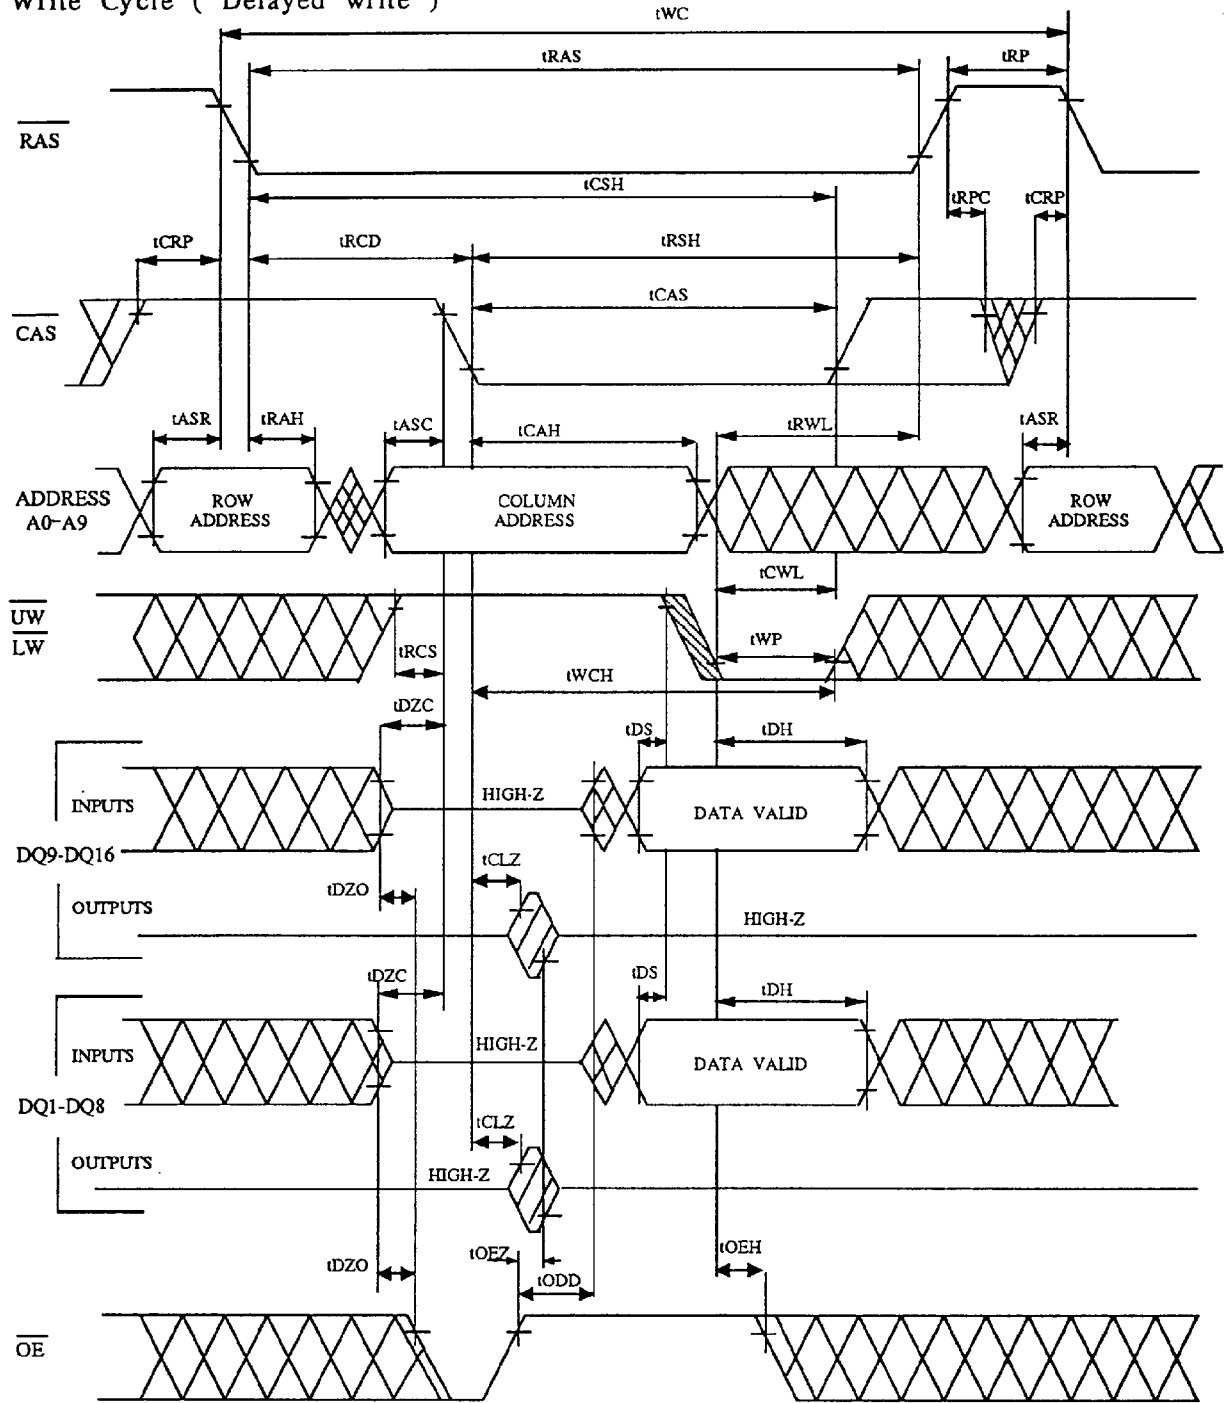 Write Cycle ( Delayed write )
tWC
tRAS
tRP
RAS
tCSH
tRPC
tCRP
tCRP
tRCD
tRSH
tCAS
CAS
tASR
tRAH
tASC
tCAH
tRWL
tASR
ADDRESS
A0-A9
ROW
ADDRESS
COLUMN
ADDRESS
ROW
ADDRESS
tCWL
UW
LW
tRCS
tWP
tWCH
tDZC
tDS
tDH
INPUTS
HIGH-Z
DATA VALID
DQ9-DQ16
tCLZ
tDZO
OUTPUTS
HIGH-Z
tDZC
tDS
tDH
INPUTS
HIGH-Z
DATA VALID
DQ1-DQ8
tCLZ
OUTPUTS
HIGH-Z
tDZO
tOEZ
tODD
tOEH
OE